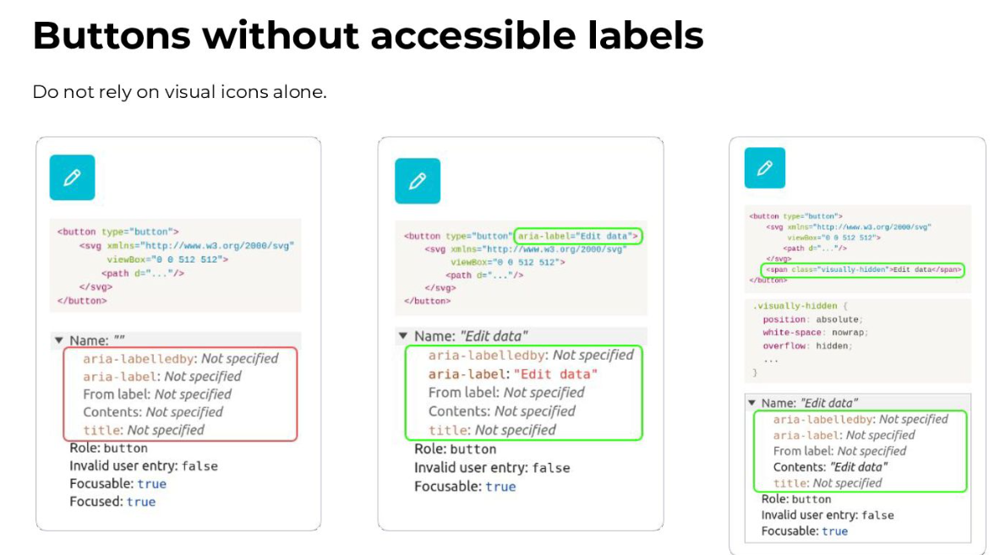 Buttons without accessible labels
Do not rely on visual icons alone.
<button type="button">
<svg xmlns="http://www.w3.org/2000/svg"
viewBox="0 0 512 512">
<path d="..."/>
</svg>
</button>
▼ Name: ""
aria-labelledby: Not specified
aria-label: Not specified
From label: Not specified
Contents: Not specified
title: Not specified
Role: button
Invalid user entry: false
Focusable: true
Focused: true
<button type="button" aria-label="Edit data">
<svg xmlns="http://www.w3.org/2000/svg"
viewBox="0 0 512 512">
<path d="..."/>
</svg>
</button>
▼ Name: "Edit data"
aria-labelledby: Not specified
aria-label: "Edit data"
From label: Not specified
Contents: Not specified
title: Not specified
Role: button
Invalid user entry: false
Focusable: true
<button type="button">
<svg xmlns="http://www.w3.org/2000/svg"
viewBox="0 0 512 512">
<path d="..."/>
</svg>
<span class="visually-hidden">Edit data</span>
</button>
.visually-hidden {
position: absolute;
white-space: nowrap;
overflow: hidden;
...
}
▼ Name: "Edit data"
aria-labelledby: Not specified
aria-label: Not specified
From label: Not specified
Contents: "Edit data"
title: Not specified
Role: button
Invalid user entry: false
Focusable: true